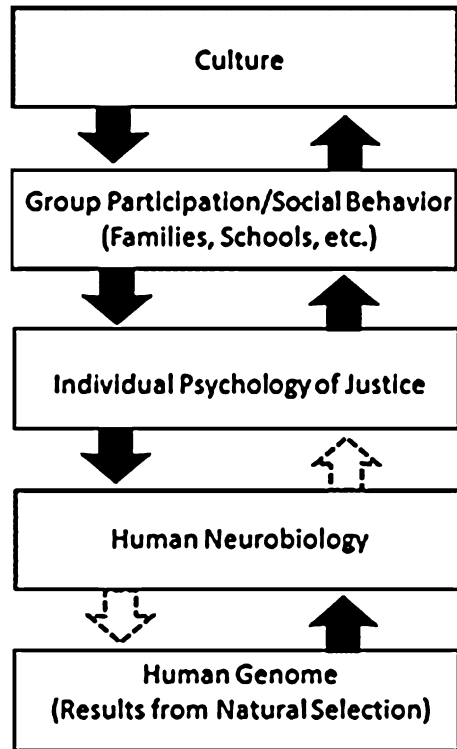 Culture
Group Participation/Social Behavior
(Families, Schools, etc.)
Individual Psychology of Justice
Human Neurobiology
Human Genome
(Results from Natural Selection)